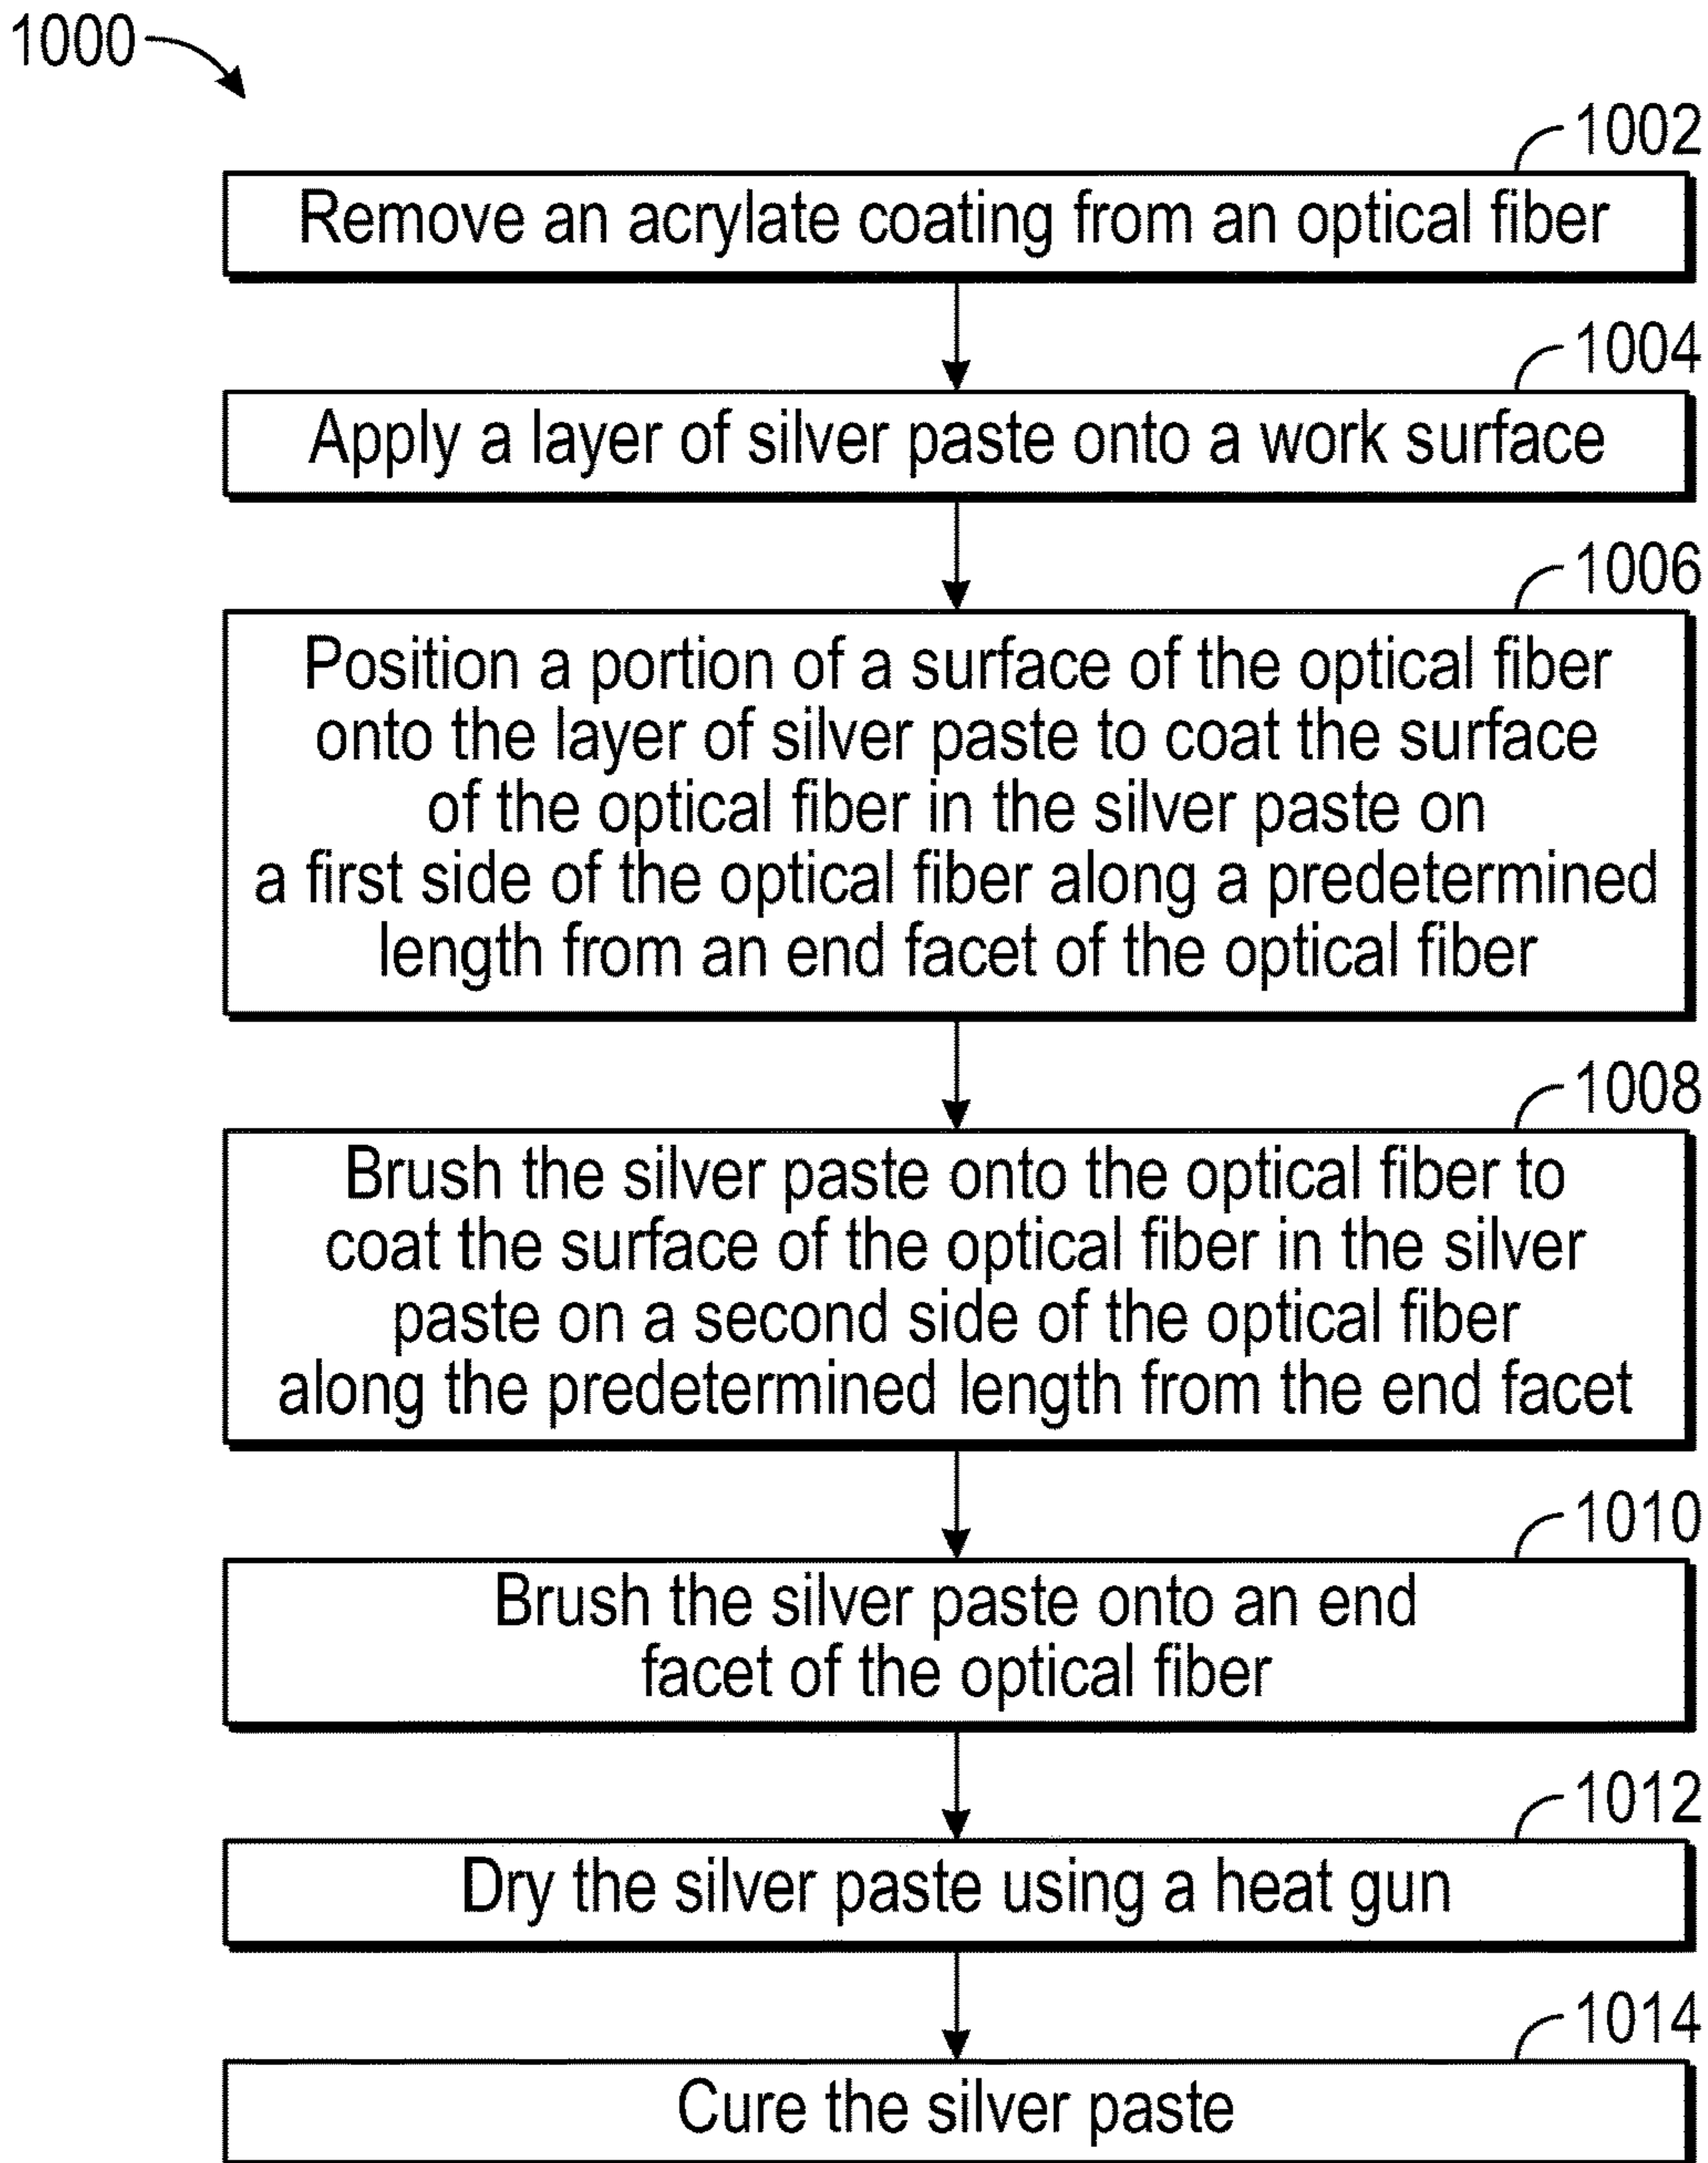 1000
1002
Remove an acrylate coating from an optical fiber
1004
Apply a layer of silver paste onto a work surface
1006
Position a portion of a surface of the optical fiber
onto the layer of silver paste to coat the surface
of the optical fiber in the silver paste on
a first side of the optical fiber along a predetermined
length from an end facet of the optical fiber
1008
Brush the silver paste onto the optical fiber to
coat the surface of the optical fiber in the silver
paste on a second side of the optical fiber
along the predetermined length from the end facet
1010
Brush the silver paste onto an end
facet of the optical fiber
1012
Dry the silver paste using a heat gun
1014
Cure the silver paste